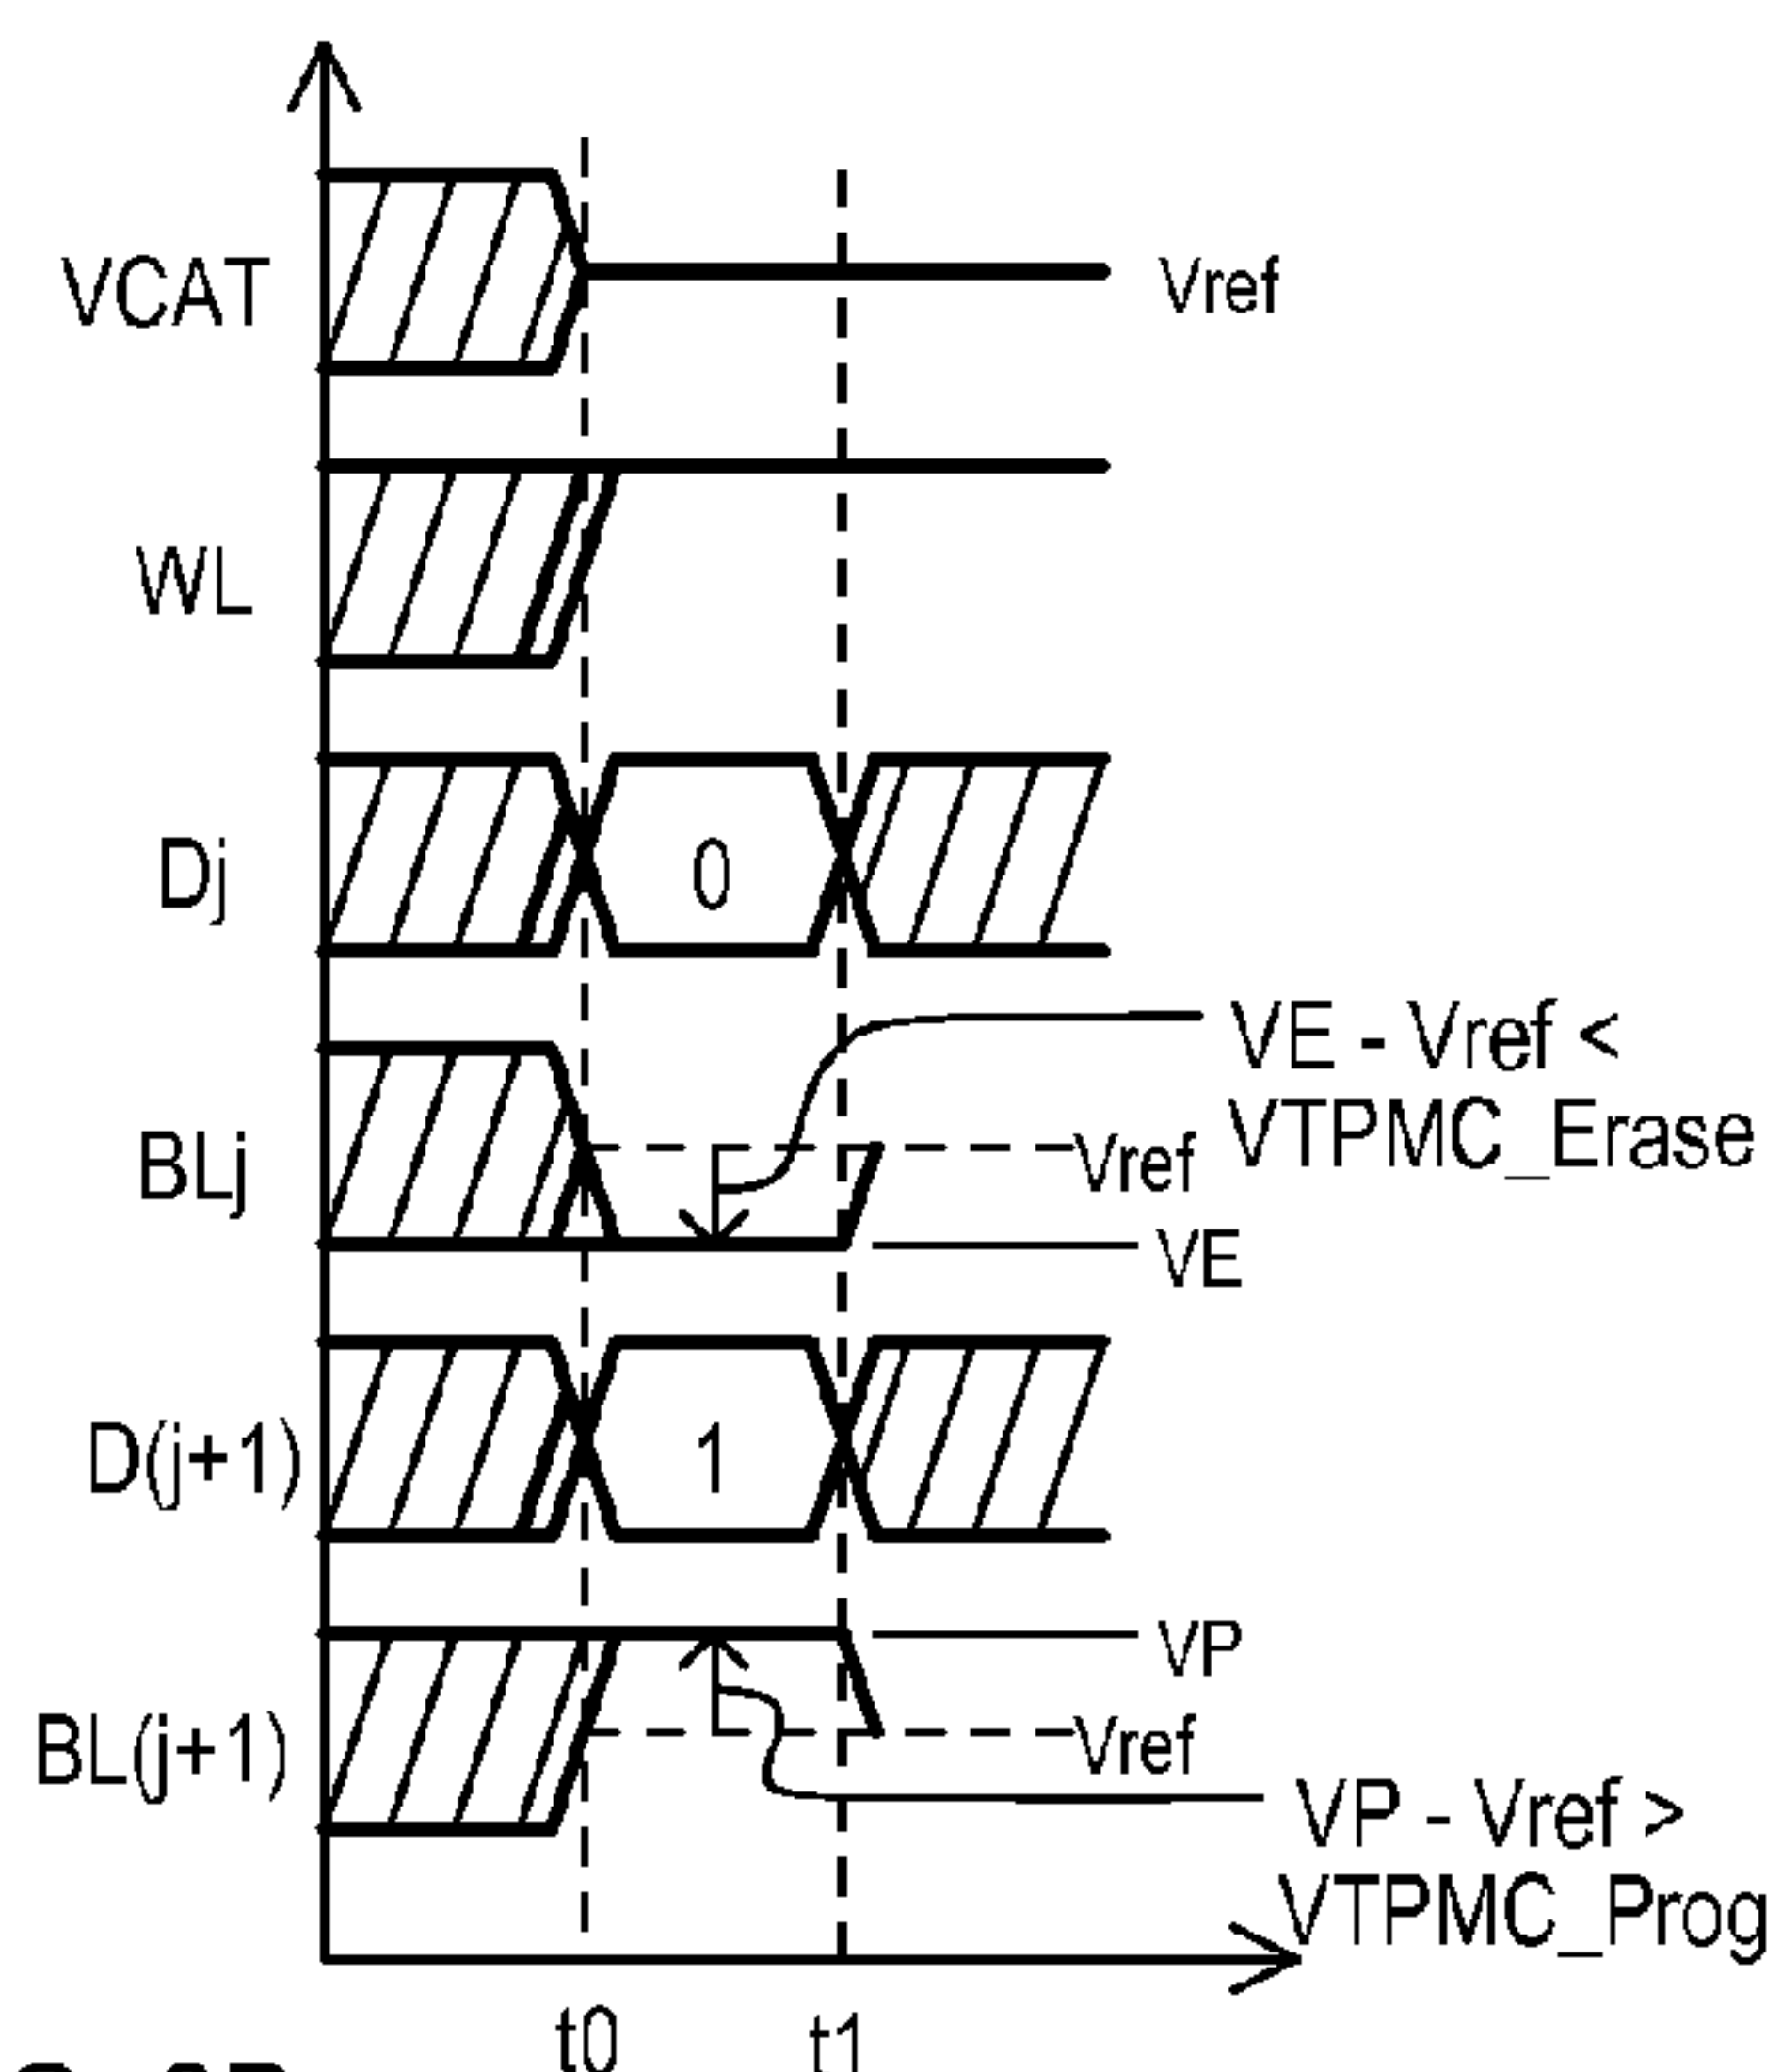 VCAT
Vref
WL
Dj
0
VE - Vref <
VTPMC_Erase
BLj
Vref
VE
D(j+1)
1
VP
BL(j+1)
Vref
VP - Vref >
VTPMC_Prog
t0
t1